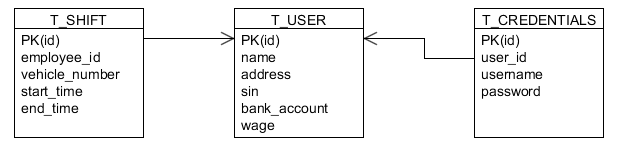 T_SHIFT
PK(id)
employee_id
vehicle_number
start_time
end_time
T_USER
PK(id)
name
address
sin
bank_account
wage
T_CREDENTIALS
PK(id)
user_id
username
password